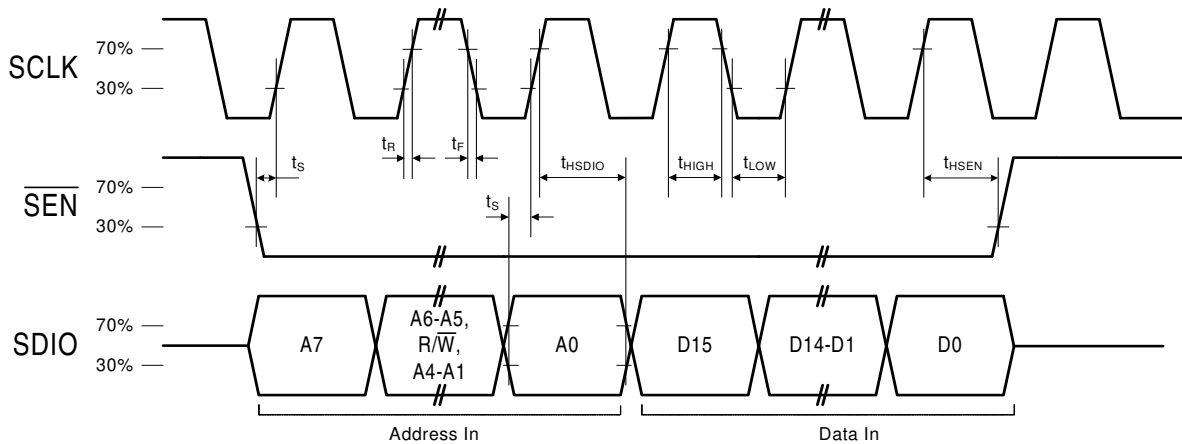 70%
SCLK
30%
tS
tR
tF
tHSDIO
tHIGH
tLOW
tHSEN
70%
SEN
30%
tS
70%
SDIO
30%
A7
A6-A5,
R/W,
A4-A1
A0
D15
D14-D1
D0
Address In
Data In